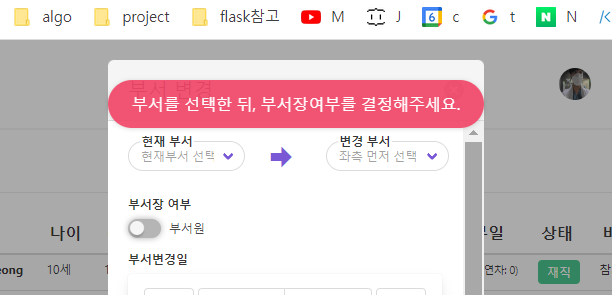 algo
project
flask참고
M
J
6
c
G
t
N
N
부서 변경
부서를 선택한 뒤, 부서장여부를 결정해주세요.
현재 부서
변경 부서
현재부서 선택
좌측 먼저 선택
부서장 여부
부서원
부서변경일
나이
일
상태
eong
10세
1
연차: 0)
재직
참